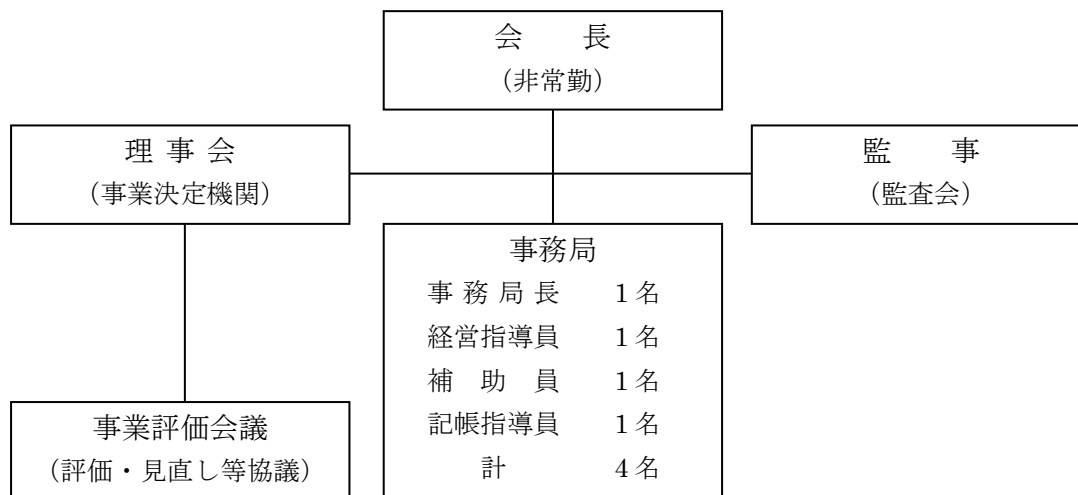 会　　長
（非常勤）
理 事 会
（事業決定機関）
監　　事
（監査会）
事務局
事 務 局 長　　1 名
経営指導員　　1 名
補　助　員　　1 名
記帳指導員　　1 名
計　　4 名
事業評価会議
（評価・見直し等協議）